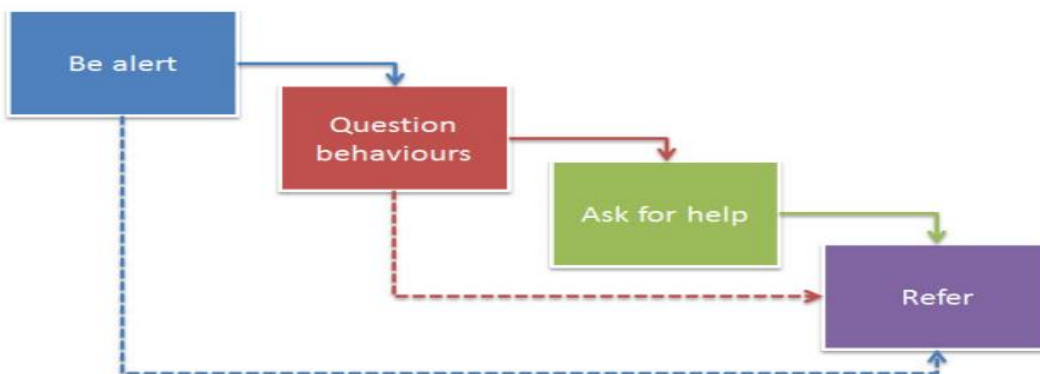 Be alert
Question
behaviours
Ask for help
Refer